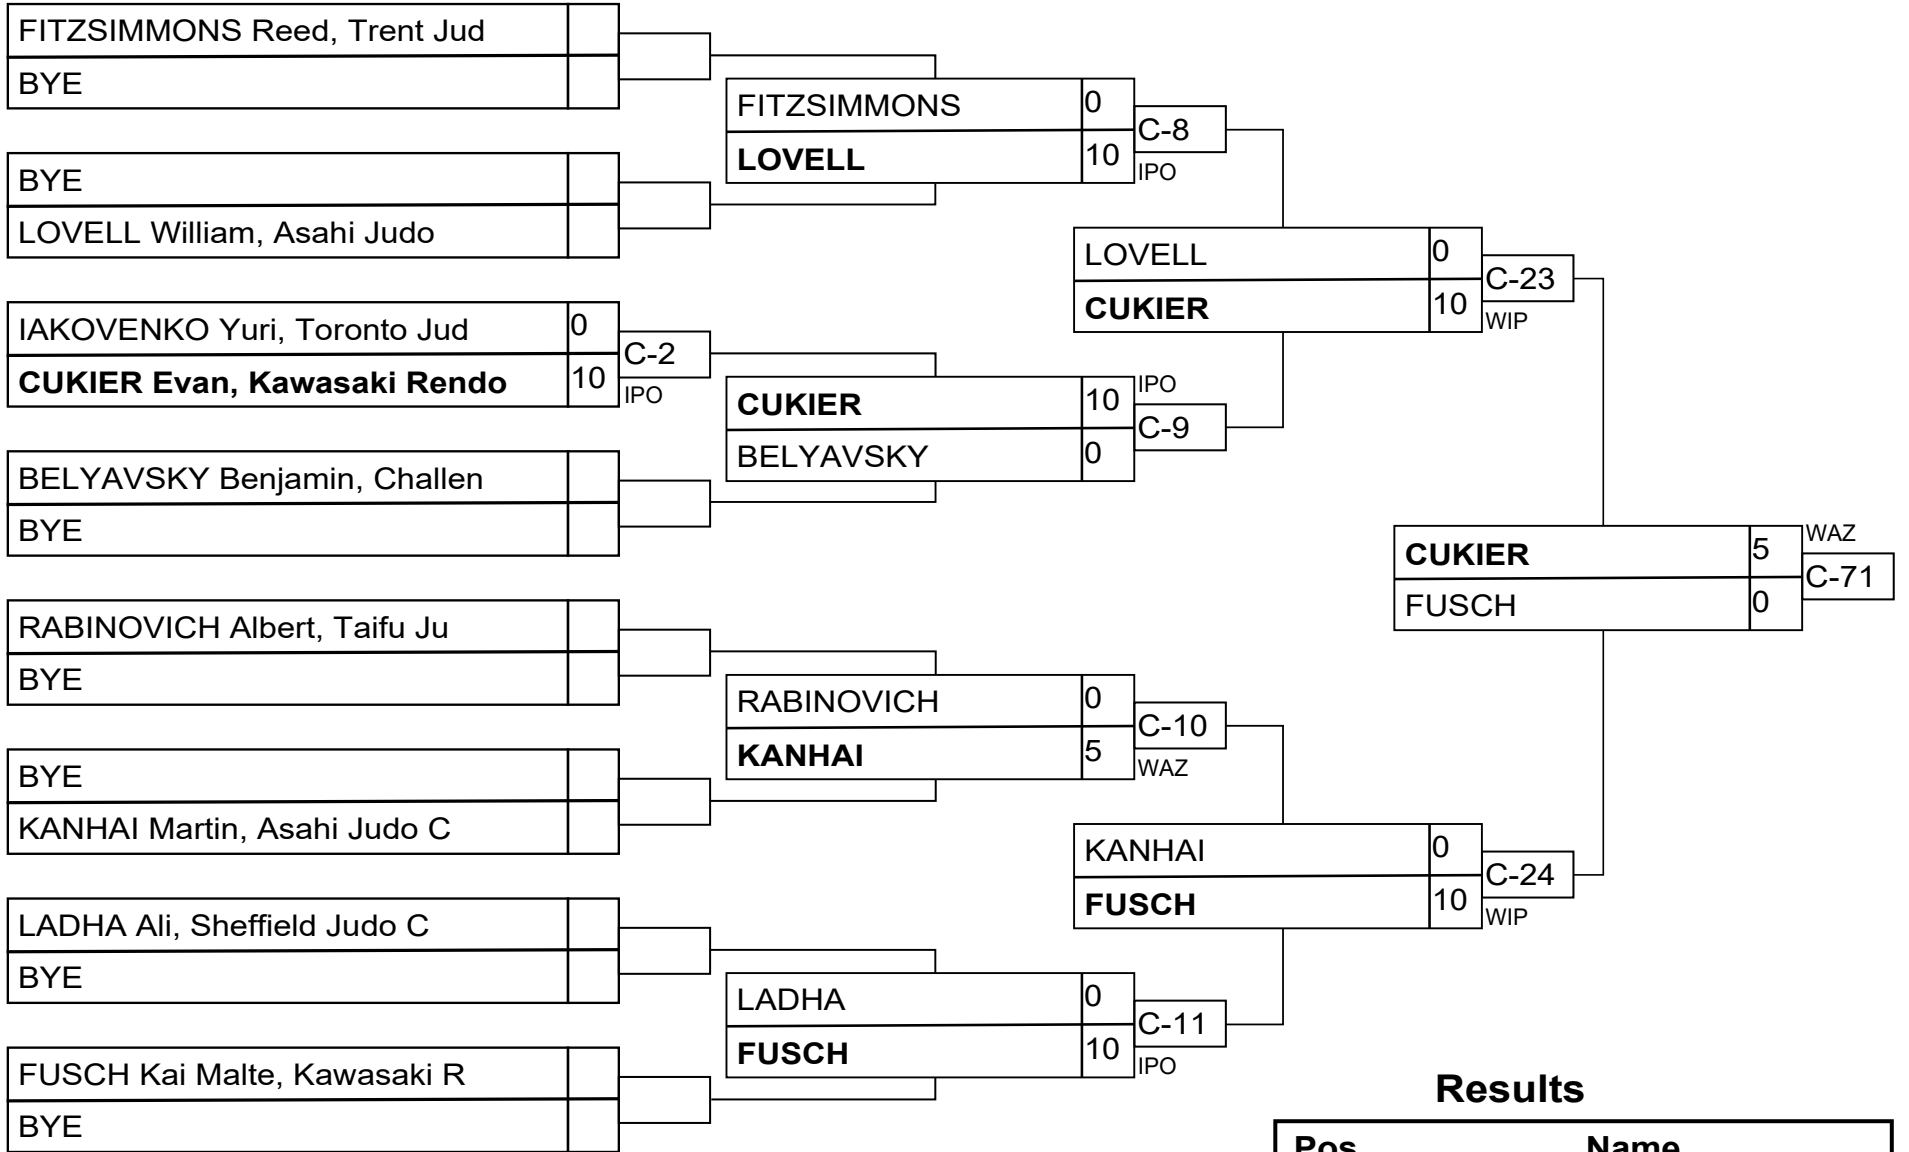 FITZSIMMONS Reed, Trent Jud
BYE
BYE
LOVELL William, Asahi Judo
IAKOVENKO Yuri, Toronto Jud 0
CUKIER Evan, Kawasaki Rendo 10
C-2
IPO
BELYAVSKY Benjamin, Challen
BYE
RABINOVICH Albert, Taifu Ju
BYE
BYE
KANHAI Martin, Asahi Judo C
LADHA Ali, Sheffield Judo C
BYE
FUSCH Kai Malte, Kawasaki R
BYE
FITZSIMMONS 0
LOVELL 10
C-8
IPO
CUKIER 10
BELYAVSKY 0
IPO
C-9
RABINOVICH 0
KANHAI 5
C-10
WAZ
LADHA 0
FUSCH 10
C-11
IPO
LOVELL 0
CUKIER 10
C-23
WIP
KANHAI 0
FUSCH 10
C-24
WIP
CUKIER 5
FUSCH 0
WAZ
C-71
Results
Pos Name